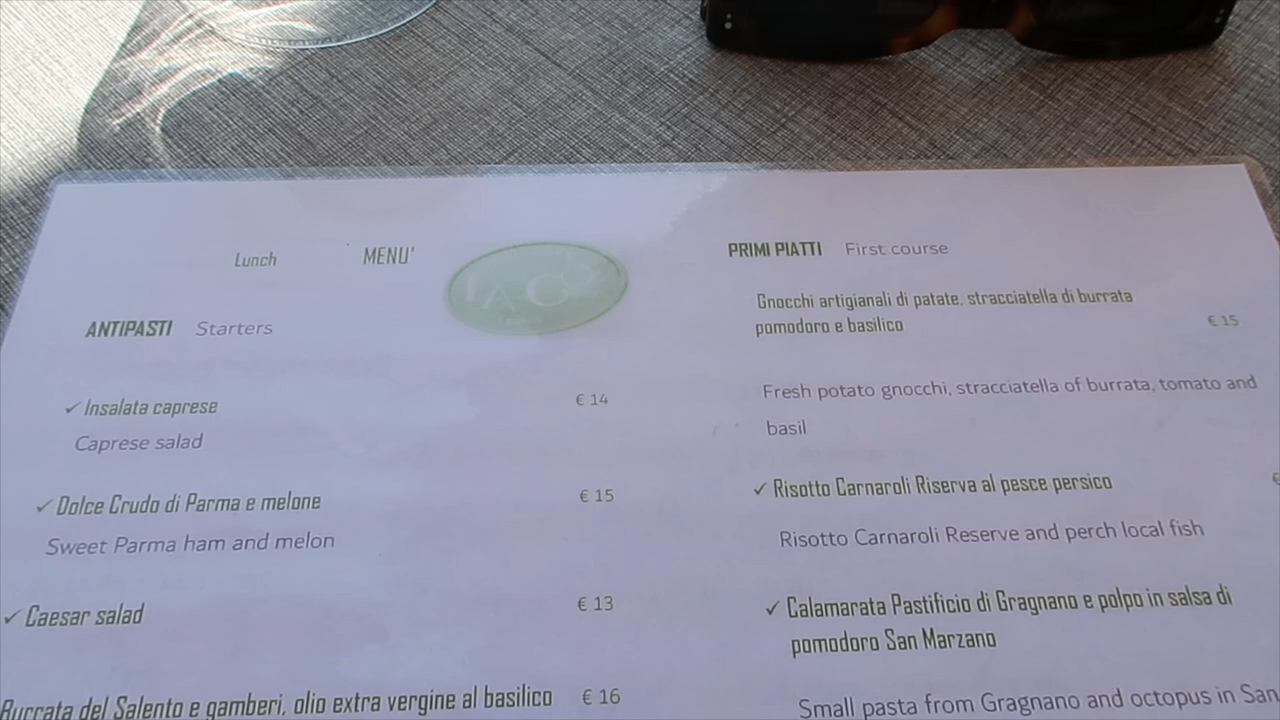 Lunch MENU'
LACO
ANTIPASTI Starters
✓ Insalata caprese € 14
Caprese salad
✓ Dolce Crudo di Parma e melone € 15
Sweet Parma ham and melon
✓ Caesar salad € 13
Burrata del Salento e gamberi, olio extra vergine al basilico € 16
PRIMI PIATTI First course
Gnocchi artigianali di patate, stracciatella di burrata
pomodoro e basilico € 15
Fresh potato gnocchi, stracciatella of burrata, tomato and
basil
✓ Risotto Carnaroli Riserva al pesce persico €
Risotto Carnaroli Reserve and perch local fish
✓ Calamarata Pastificio di Gragnano e polpo in salsa di
pomodoro San Marzano
Small pasta from Gragnano and octopus in San